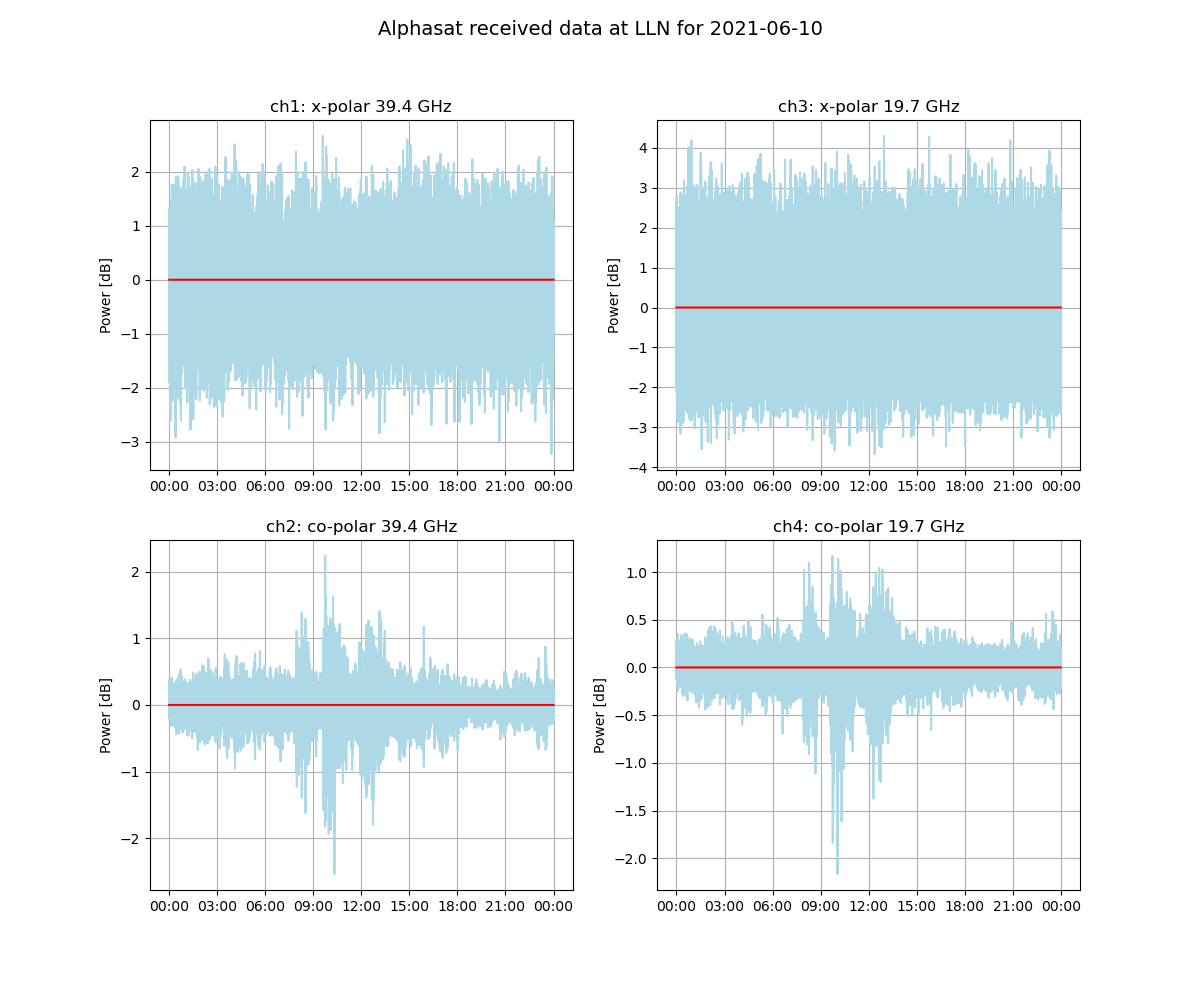 Alphasat received data at LLN for 2021-06-10
ch1: x-polar 39.4 GHz
Power [dB]
2
1
0
−1
−2
−3
00:00 03:00 06:00 09:00 12:00 15:00 18:00 21:00 00:00
ch3: x-polar 19.7 GHz
Power [dB]
4
3
2
1
0
−1
−2
−3
−4
00:00 03:00 06:00 09:00 12:00 15:00 18:00 21:00 00:00
ch2: co-polar 39.4 GHz
Power [dB]
2
1
0
−1
−2
00:00 03:00 06:00 09:00 12:00 15:00 18:00 21:00 00:00
ch4: co-polar 19.7 GHz
Power [dB]
1.0
0.5
0.0
−0.5
−1.0
−1.5
−2.0
00:00 03:00 06:00 09:00 12:00 15:00 18:00 21:00 00:00